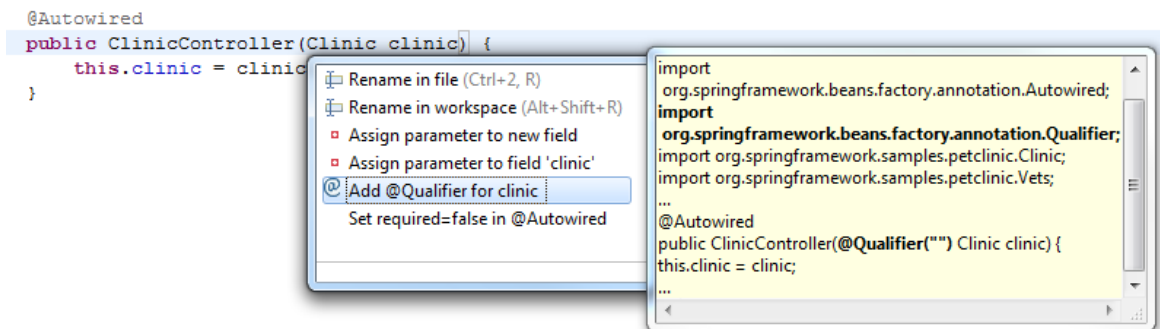 @Autowired
public ClinicController(Clinic clinic) {
this.clinic = clinic
}
Rename in file (Ctrl+2, R)
Rename in workspace (Alt+Shift+R)
Assign parameter to new field
Assign parameter to field 'clinic'
@ Add @Qualifier for clinic
Set required=false in @Autowired
import
org.springframework.beans.factory.annotation.Autowired;
import
org.springframework.beans.factory.annotation.Qualifier;
import org.springframework.samples.petclinic.Clinic;
import org.springframework.samples.petclinic.Vets;
...
@Autowired
public ClinicController(@Qualifier("") Clinic clinic) {
this.clinic = clinic;
...